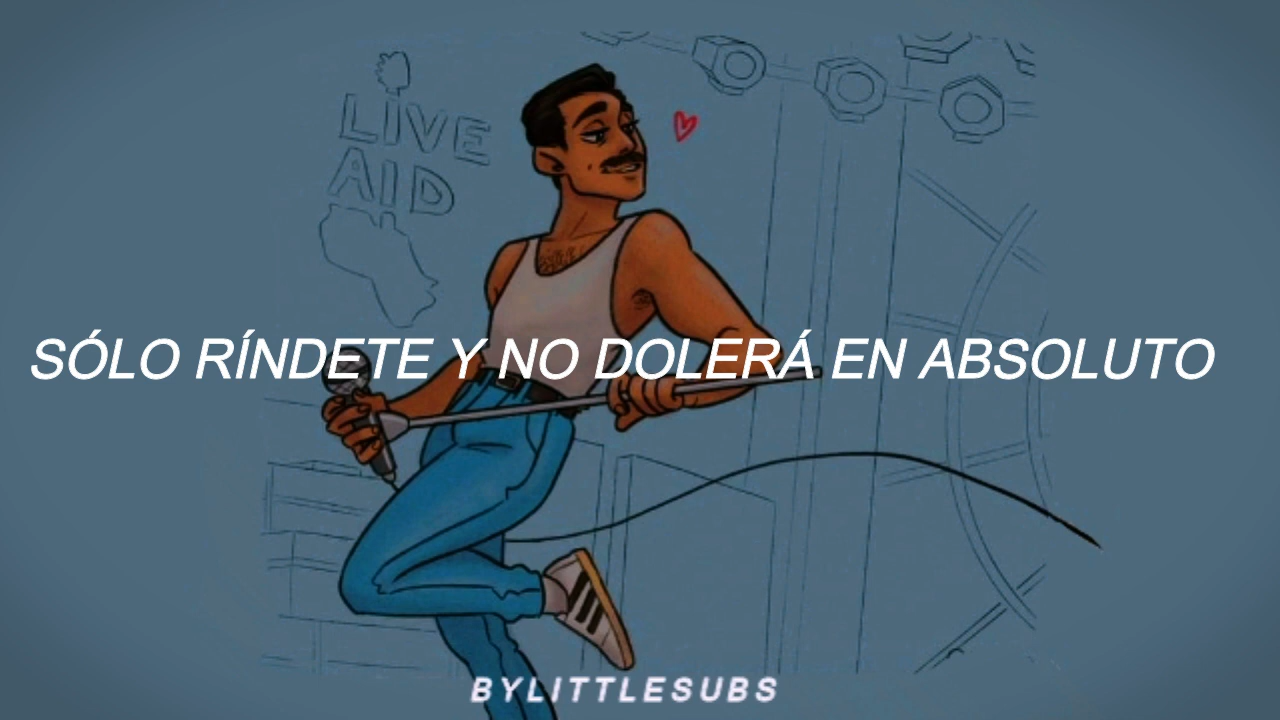 LIVE
AID
SÓLO RÍNDETE Y NO DOLERÁ EN ABSOLUTO
BYLITTLESUBS